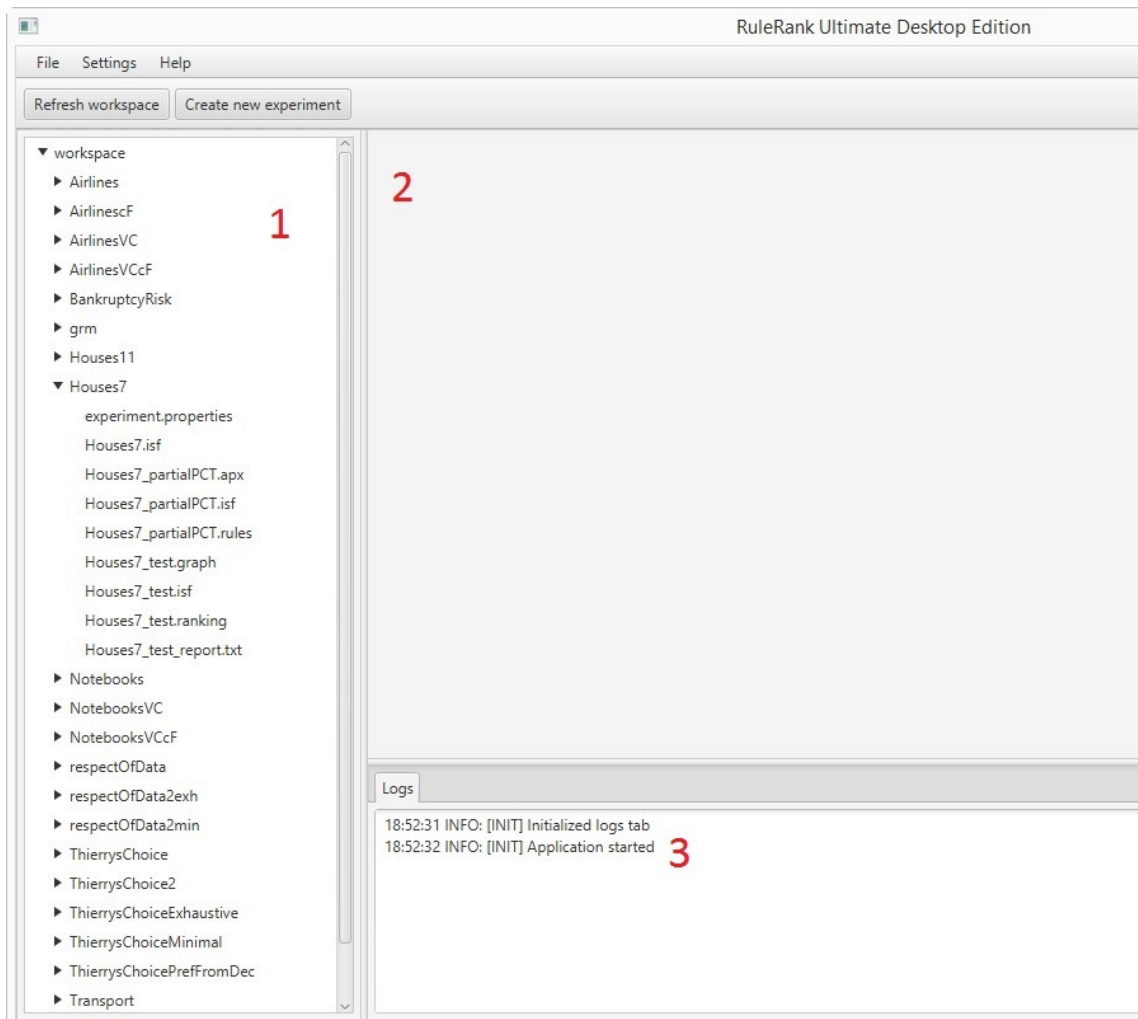 RuleRank Ultimate Desktop Edition
File Settings Help
Refresh workspace Create new experiment
workspace
Airlines
AirlinescF
AirlinesVC
AirlinesVCcF
BankruptcyRisk
grm
Houses11
Houses7
experiment.properties
Houses7.isf
Houses7_partialPCT.apx
Houses7_partialPCT.isf
Houses7_partialPCT.rules
Houses7_test.graph
Houses7_test.isf
Houses7_test.ranking
Houses7_test_report.txt
Notebooks
NotebooksVC
NotebooksVCcF
respectOfData
respectOfData2exh
respectOfData2min
ThierrysChoice
ThierrysChoice2
ThierrysChoiceExhaustive
ThierrysChoiceMinimal
ThierrysChoicePrefFromDec
Transport
1
2
Logs
18:52:31 INFO: [INIT] Initialized logs tab
18:52:32 INFO: [INIT] Application started
3